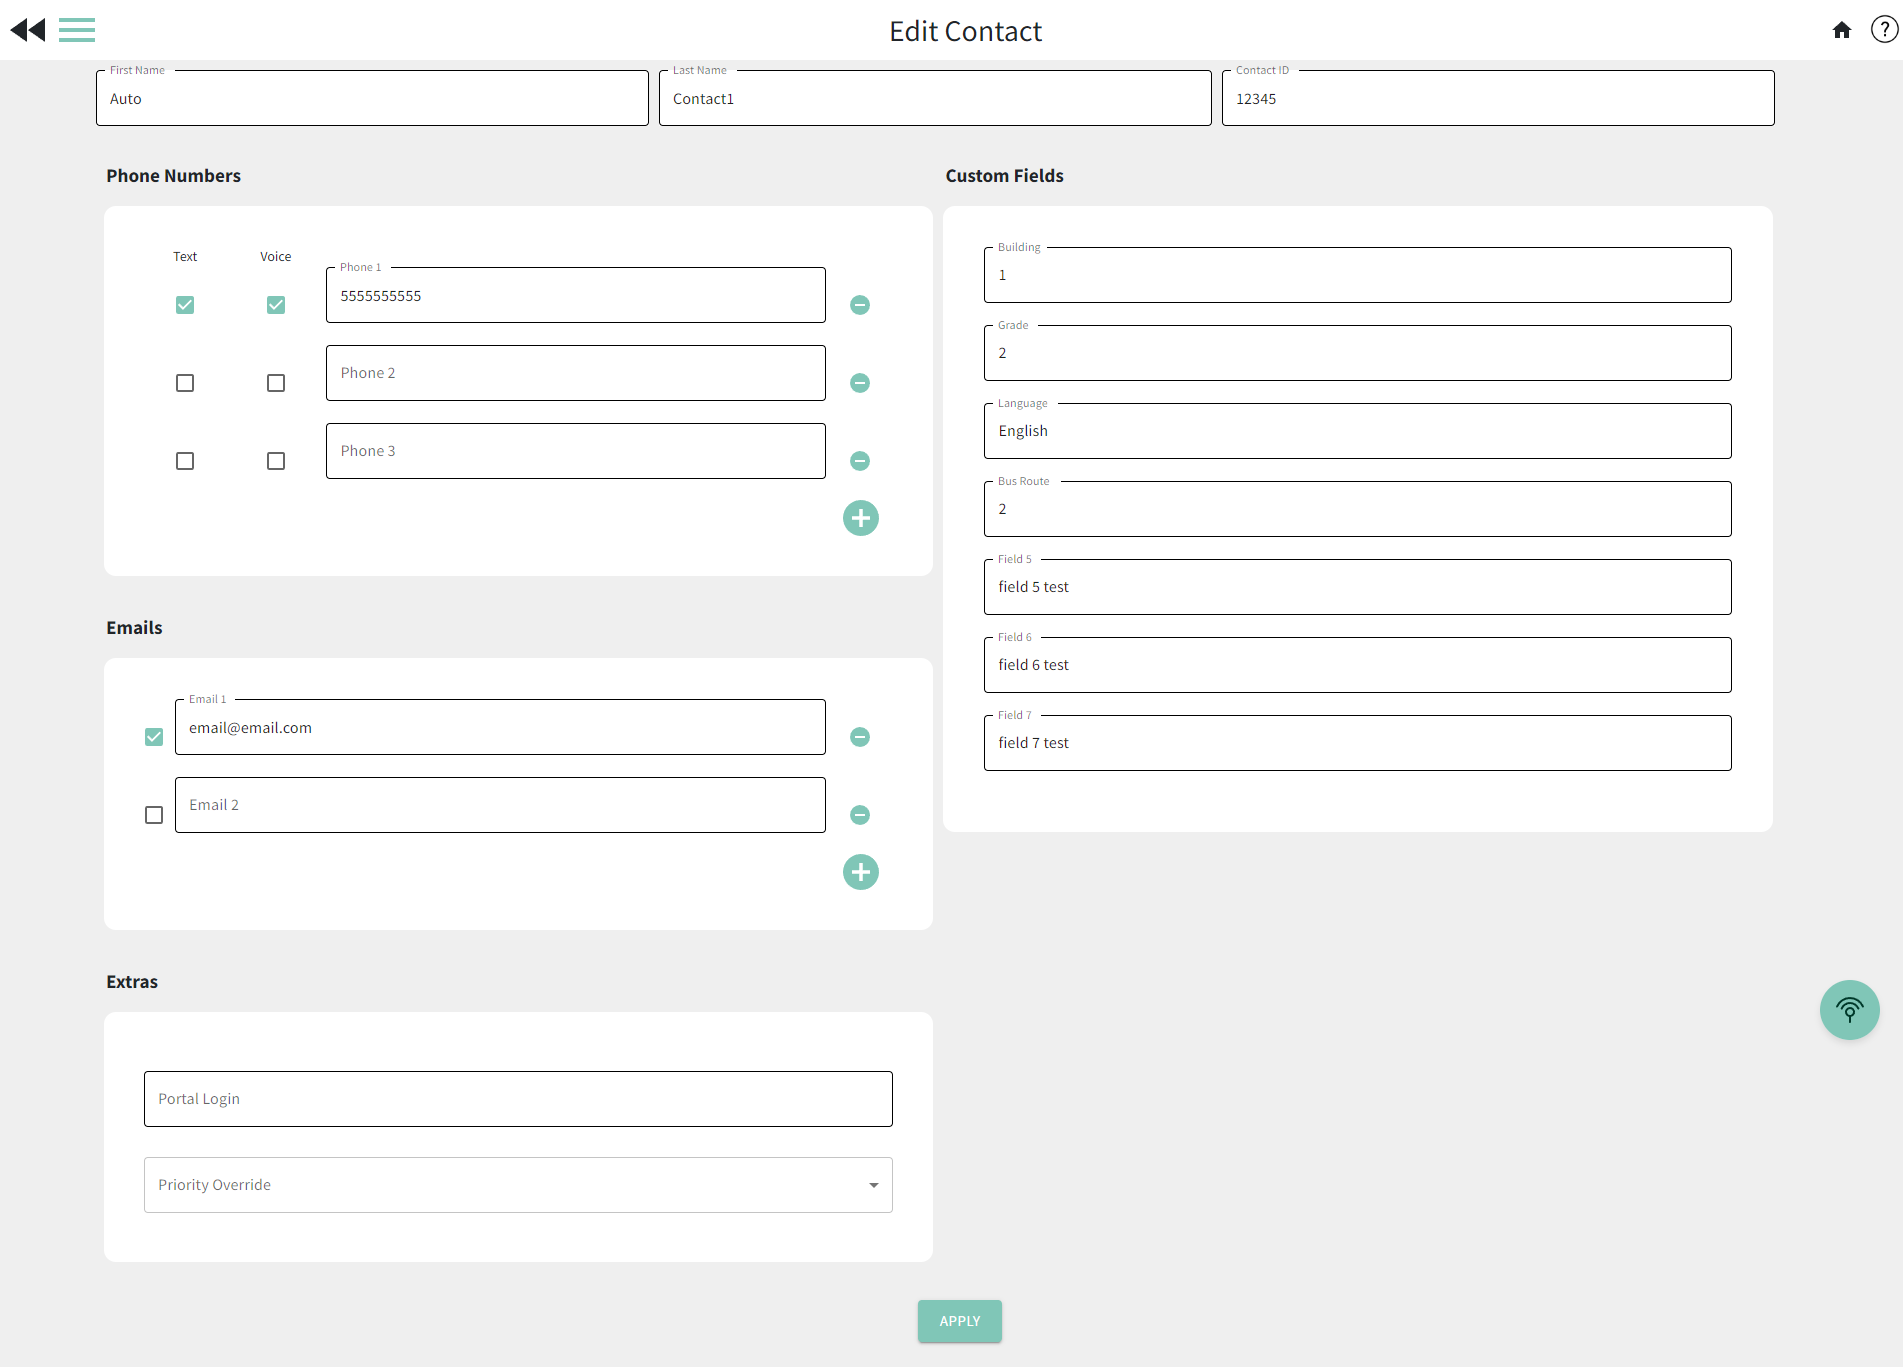 Edit Contact
?
First Name
Auto
Last Name
Contact1
Contact ID
12345
Phone Numbers
Text
Voice
Phone 1
5555555555
Phone 2
Phone 3
Emails
Email 1
email@email.com
Email 2
Extras
Portal Login
Priority Override
Custom Fields
Building
1
Grade
2
Language
English
Bus Route
2
Field 5
field 5 test
Field 6
field 6 test
Field 7
field 7 test
APPLY